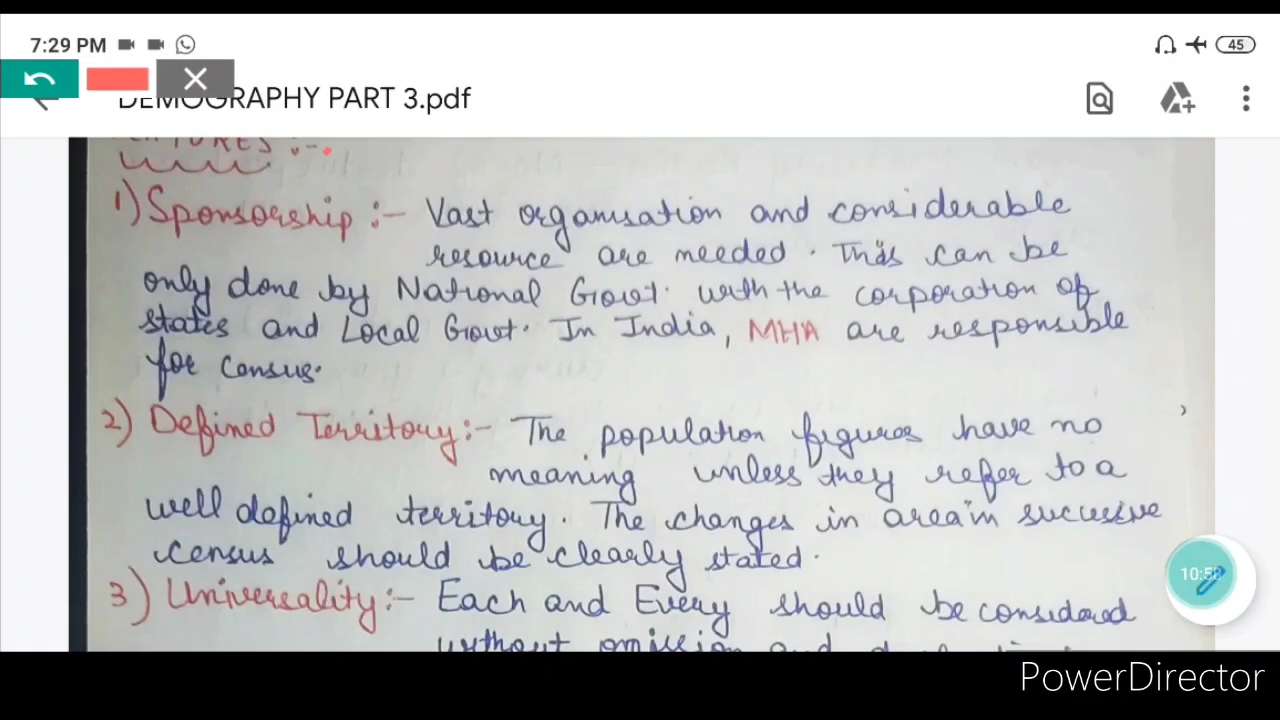 7:29 PM
45
DEMOGRAPHY PART 3.pdf
1) Sponsorship :- Vast organisation and considerable
resource are needed. This can be
only done by National Govt. with the corporation of
states and Local Govt. In India, MHA are responsible
for census.
2) Defined Territory :- The population figures have no
meaning unless they refer to a
well defined territory. The changes in area in succesive
census should be clearly stated.
3) Universality :- Each and Every should be considered
without omission and
10:58
PowerDirector